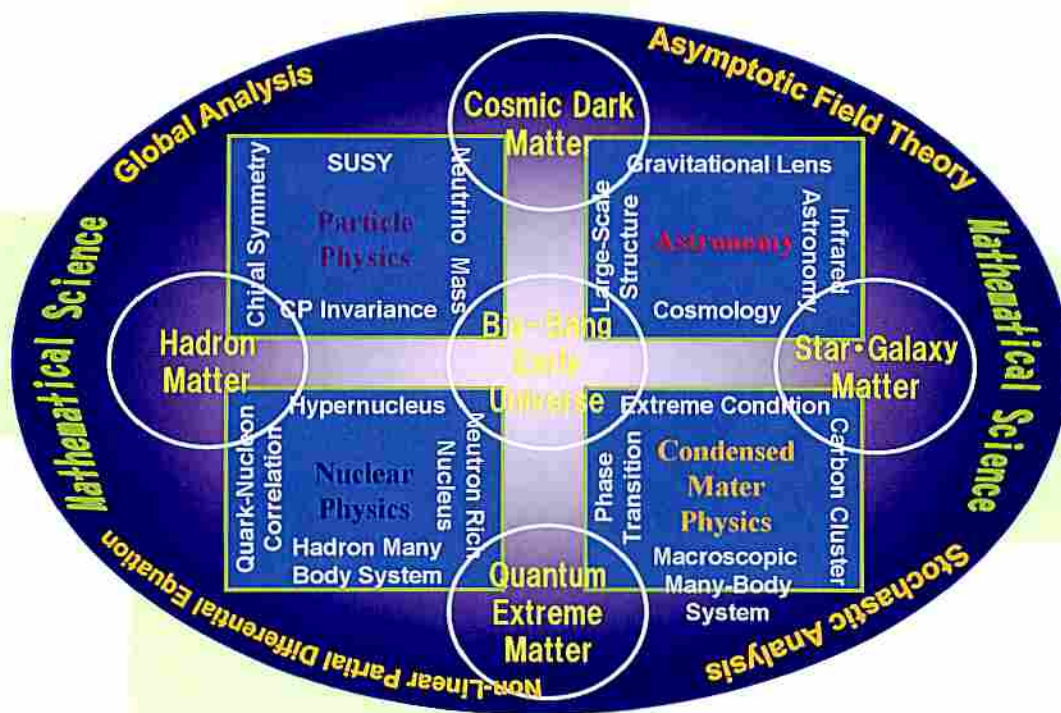 Global Analysis
Asymptotic Field Theory
Mathematical Science
Mathematical Science
Non-Linear Partial Differential Equation
Stochastic Analysis
Cosmic Dark
Matter
SUSY
Chiral Symmetry
Particle
Physics
Neutrino Mass
CP Invariance
Gravitational Lens
Large-Scale
Structure
Astronomy
Infrared
Astronomy
Cosmology
Hadron
Matter
Big-Bang
Early
Universe
Star・Galaxy
Matter
Hypernucleus
Quark-Nucleon
Correlation
Nuclear
Physics
Neutron Rich
Nucleus
Hadron Many
Body System
Extreme Condition
Phase
Transition
Condensed
Mater
Physics
Carbon Cluster
Macroscopic
Many-Body
System
Quantum
Extreme
Matter